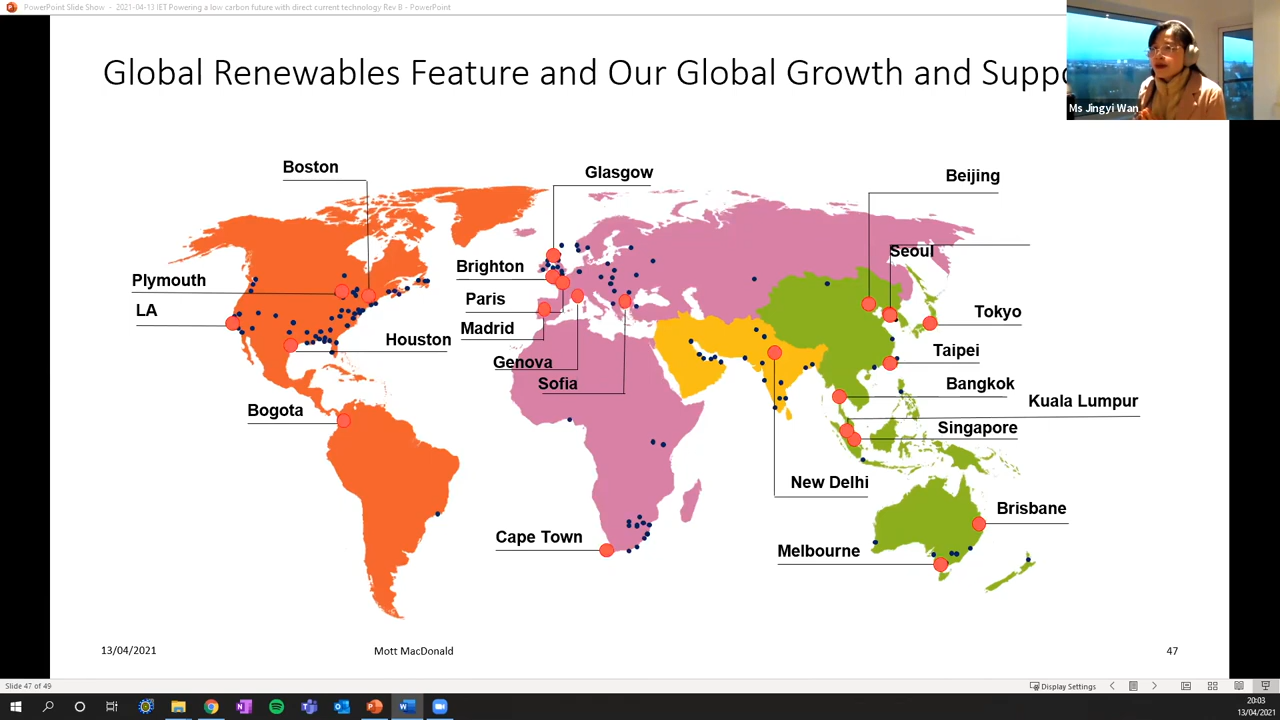 PowerPoint Slide Show - 2021-04-13 IET Powering a low carbon future with direct current technology Rev B - PowerPoint
Global Renewables Feature and Our Global Growth and Suppo
Ms Jingyi Wan
Boston
Glasgow
Beijing
Seoul
Plymouth
Brighton
LA
Paris
Tokyo
Madrid
Houston
Taipei
Genova
Sofia
Bangkok
Kuala Lumpur
Bogota
Singapore
New Delhi
Brisbane
Cape Town
Melbourne
13/04/2021
Mott MacDonald
47
Slide 47 of 49
Display Settings
20:03
13/04/2021